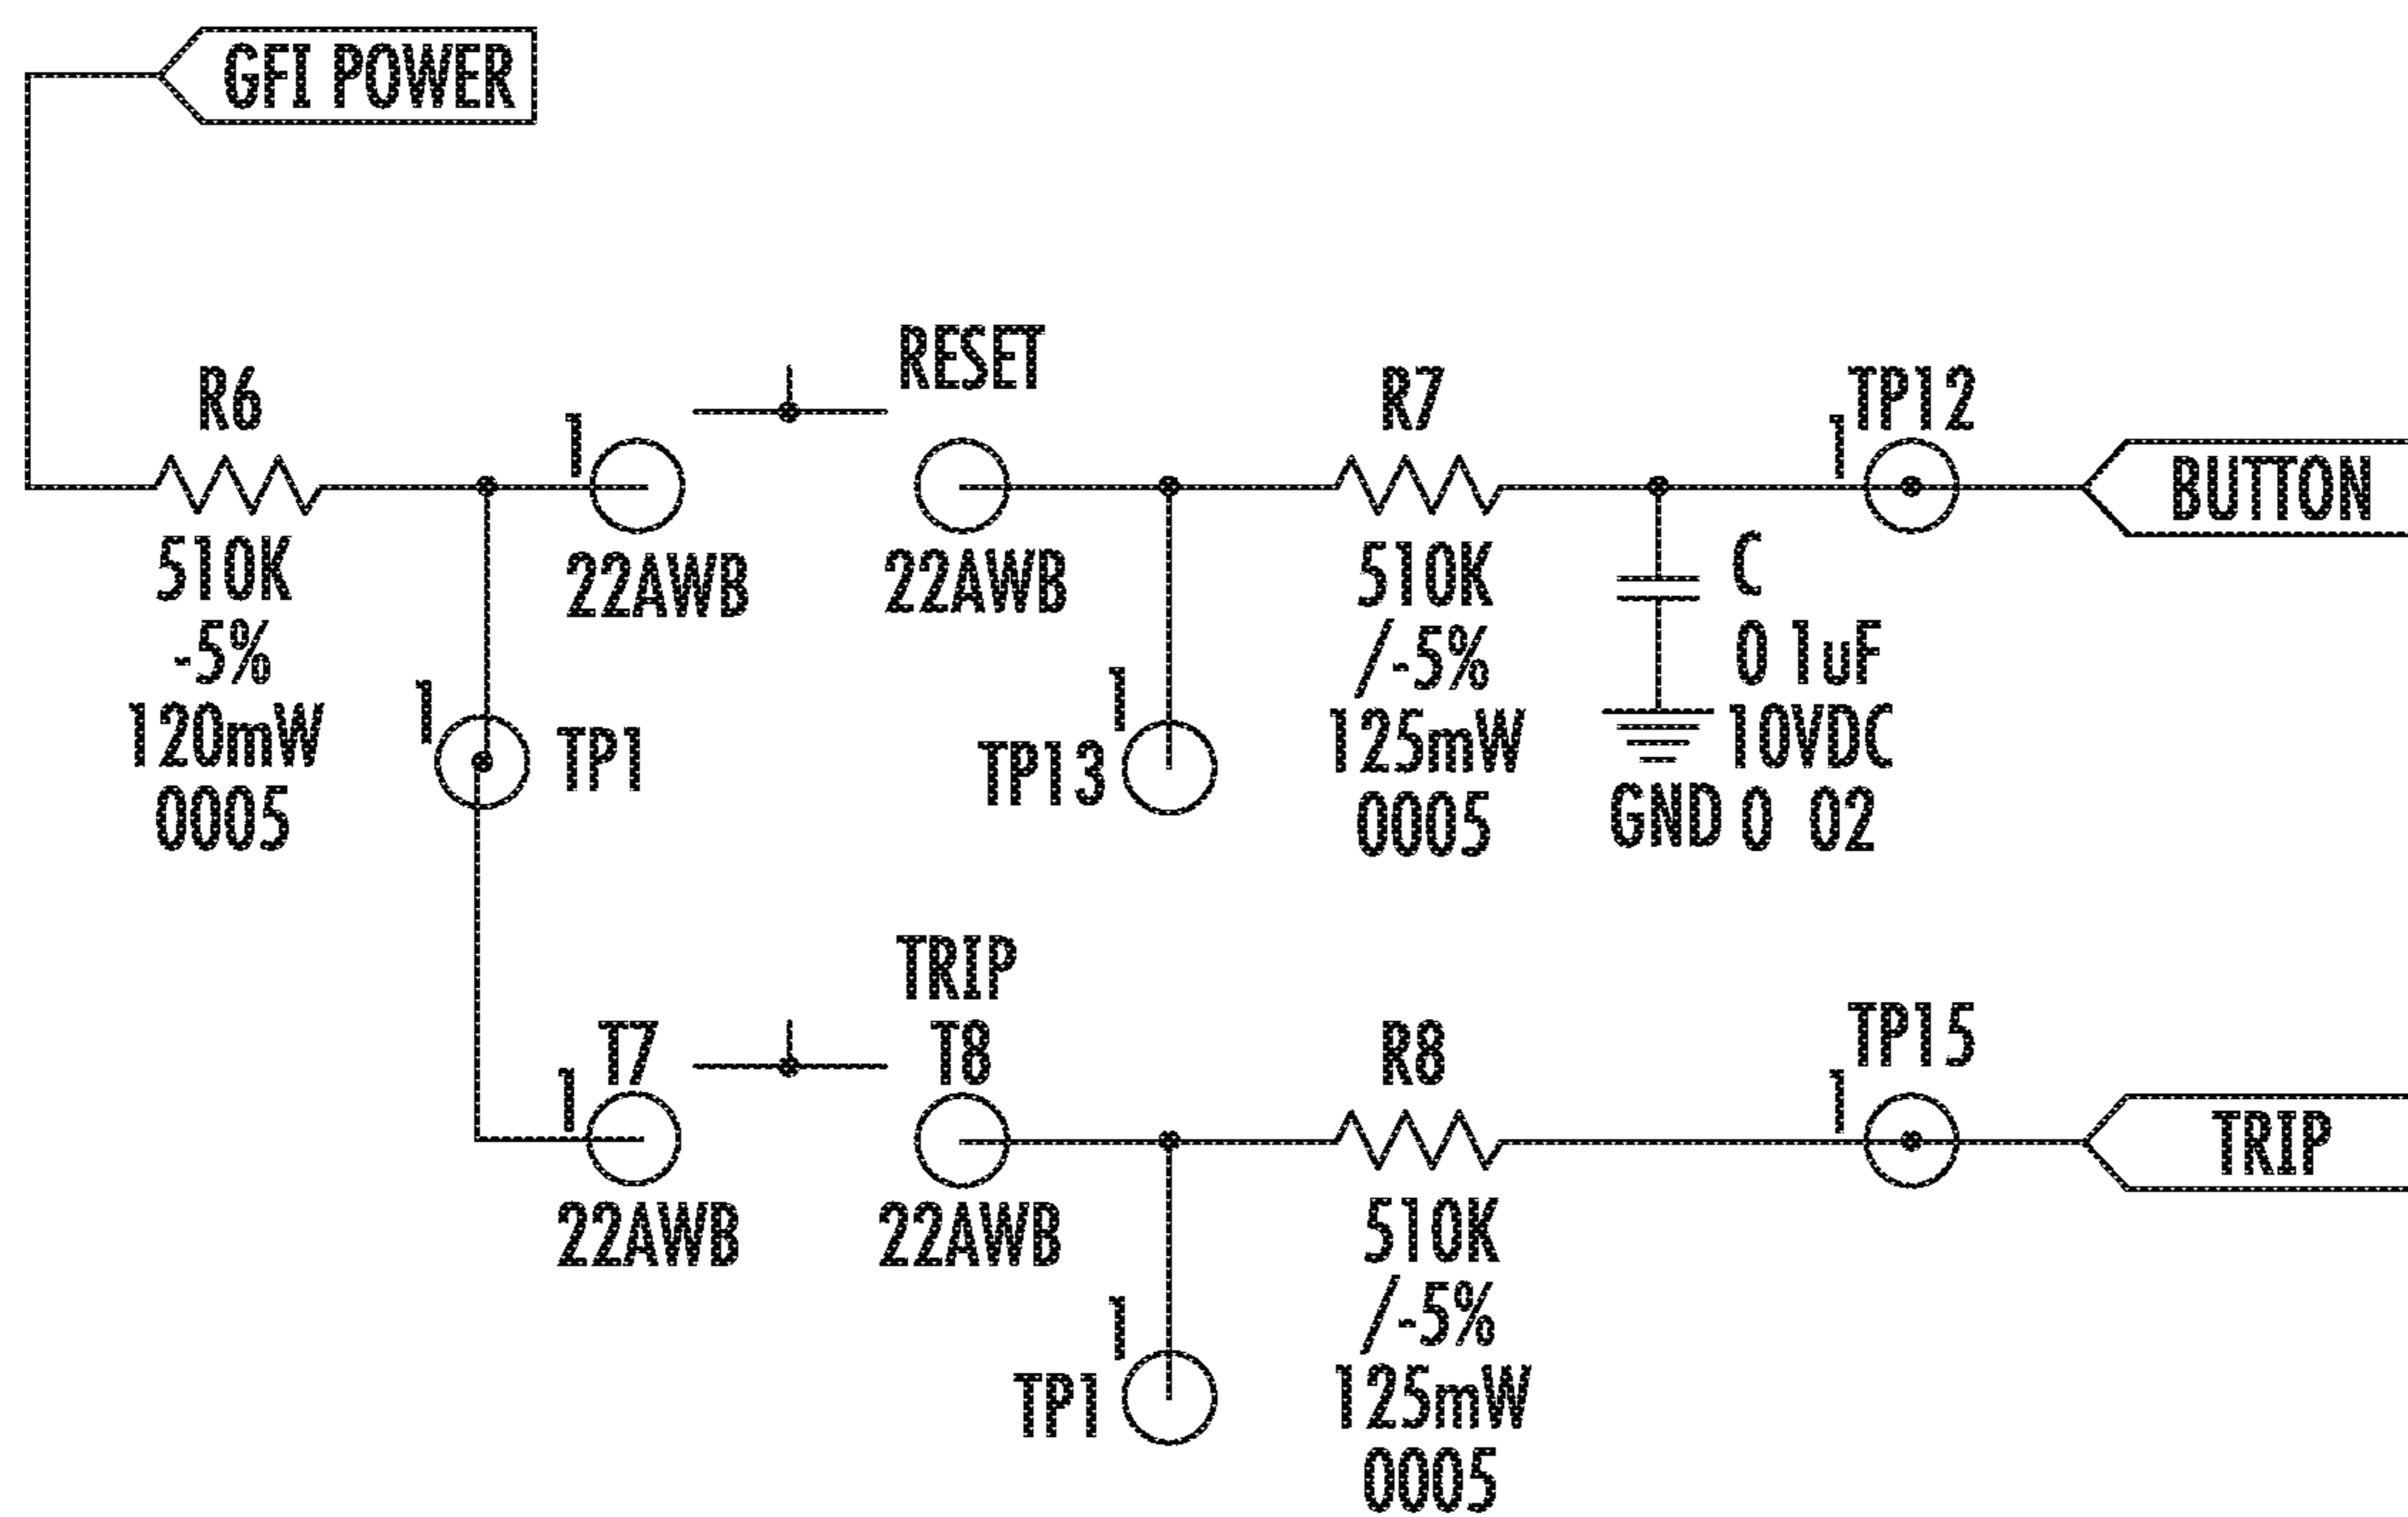 GFI POWER
RESET
R6
R7
TP12
1
1
BUTTON
510K
-5%
120mW
0005
22AWB
22AWB
510K
/-5%
125mW
0005
C
0 1uF
10VDC
0 02
GND
1
TP1
1
TP13
TRIP
T7
T8
R8
TP15
1
1
TRIP
22AWB
22AWB
510K
/-5%
125mW
0005
1
TP1